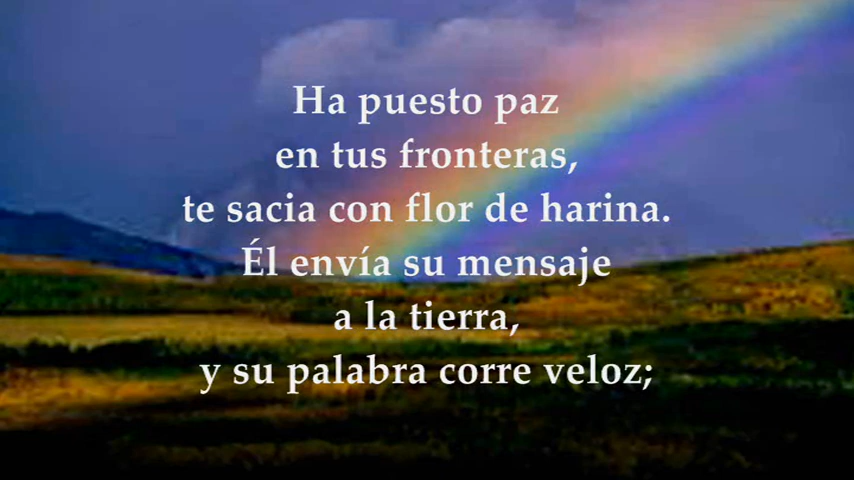 Ha puesto paz
en tus fronteras,
te sacia con flor de harina.
Él envía su mensaje
a la tierra,
y su palabra corre veloz;